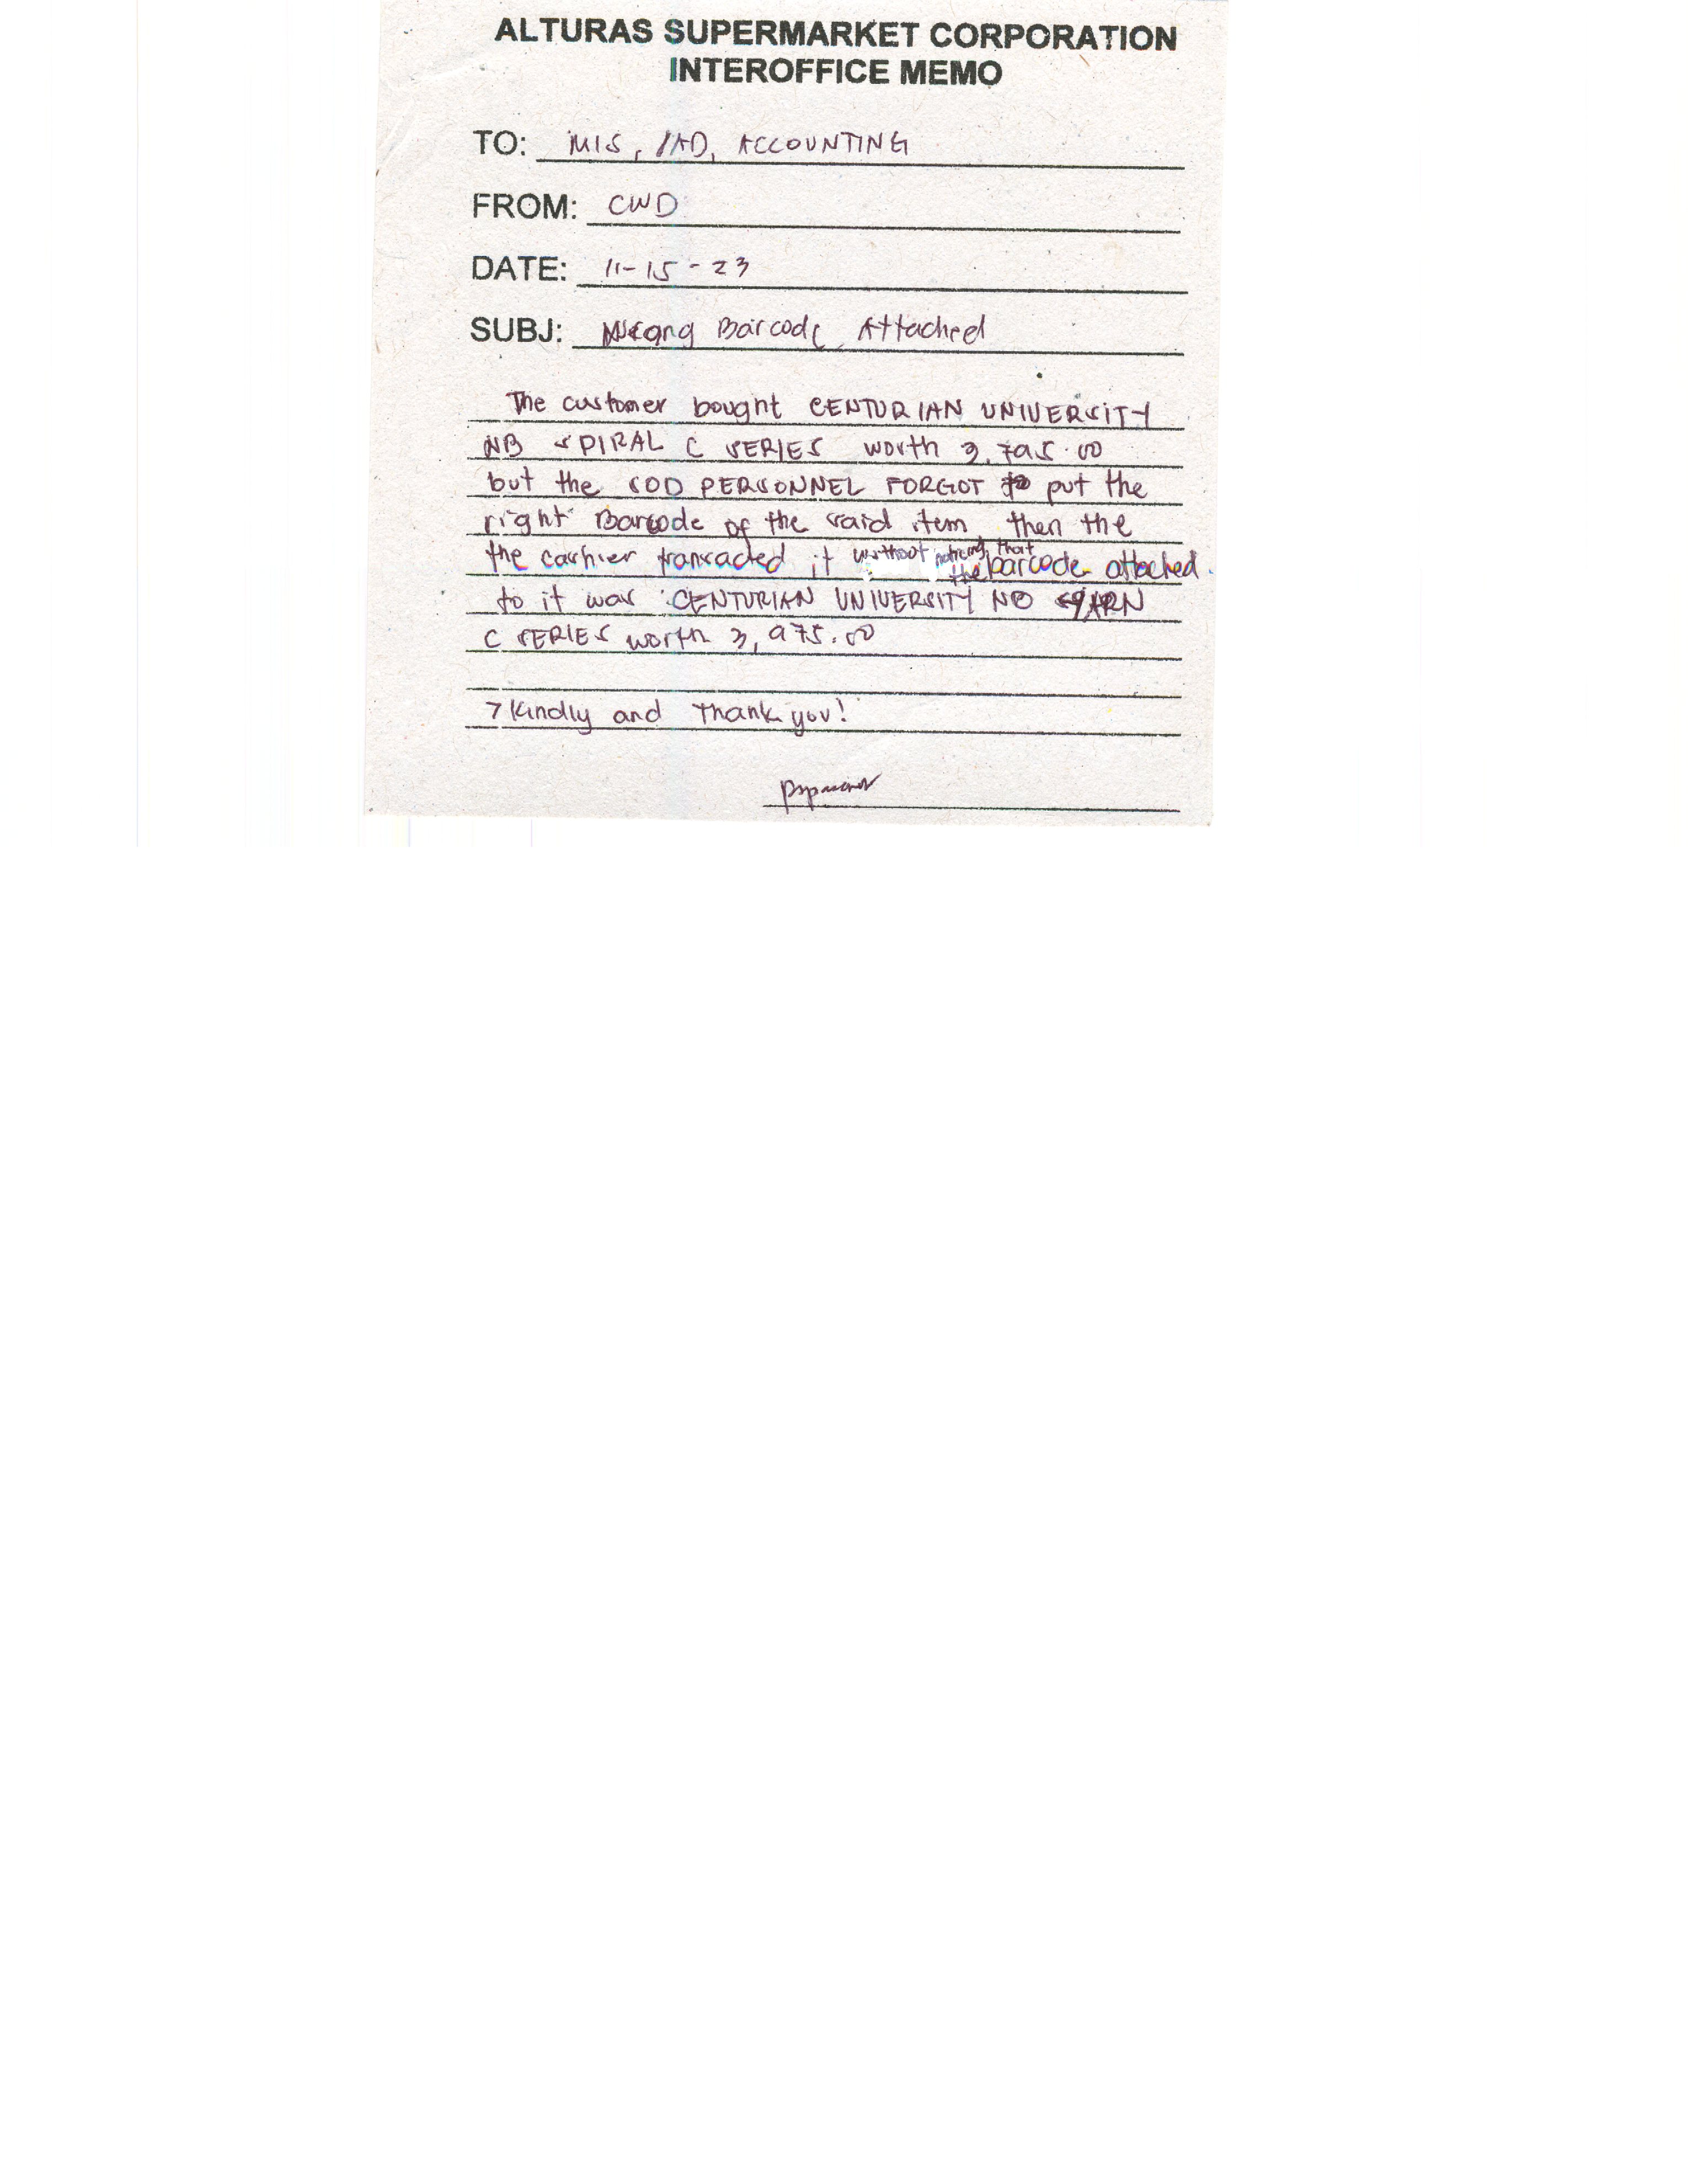 ALTURAS SUPERMARKET CORPORATION
INTEROFFICE MEMO
TO: MIS, IAD, ACCOUNTING
FROM: CWD
DATE: 11-15-23
SUBJ: Wrong Barcode Attached
The customer bought CENTURIAN UNIVERSITY
NB SPIRAL C SERIES worth 3,795.00
but the SOD PERSONNEL FORGOT to put the
right Barcode of the said item then the
the cashier transacted it without noticing that the barcode attached
to it was CENTURIAN UNIVERSITY NB YARN
C SERIES worth 3,975.00
7 Kindly and Thank you!